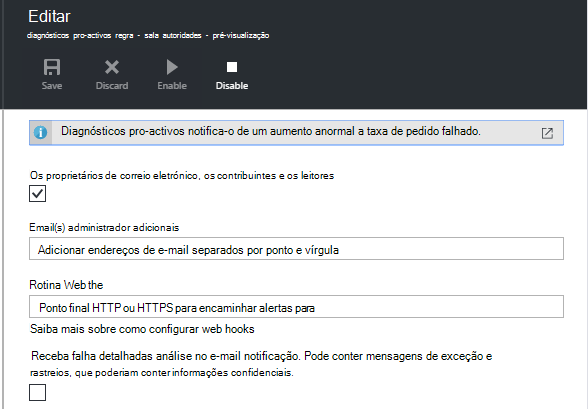 Editar
diagnósticos pro-activos regra - sala autoridades - pré-visualização
Save Discard Enable Disable
Diagnósticos pro-activos notifica-o de um aumento anormal a taxa de pedido falhado.
Os proprietários de correio eletrónico, os contribuintes e os leitores
Email(s) administrador adicionais
Adicionar endereços de e-mail separados por ponto e vírgula
Rotina Web the
Ponto final HTTP ou HTTPS para encaminhar alertas para
Saiba mais sobre como configurar web hooks
Receba falha detalhadas análise no e-mail notificação. Pode conter mensagens de exceção e
rastreios, que poderiam conter informações confidenciais.